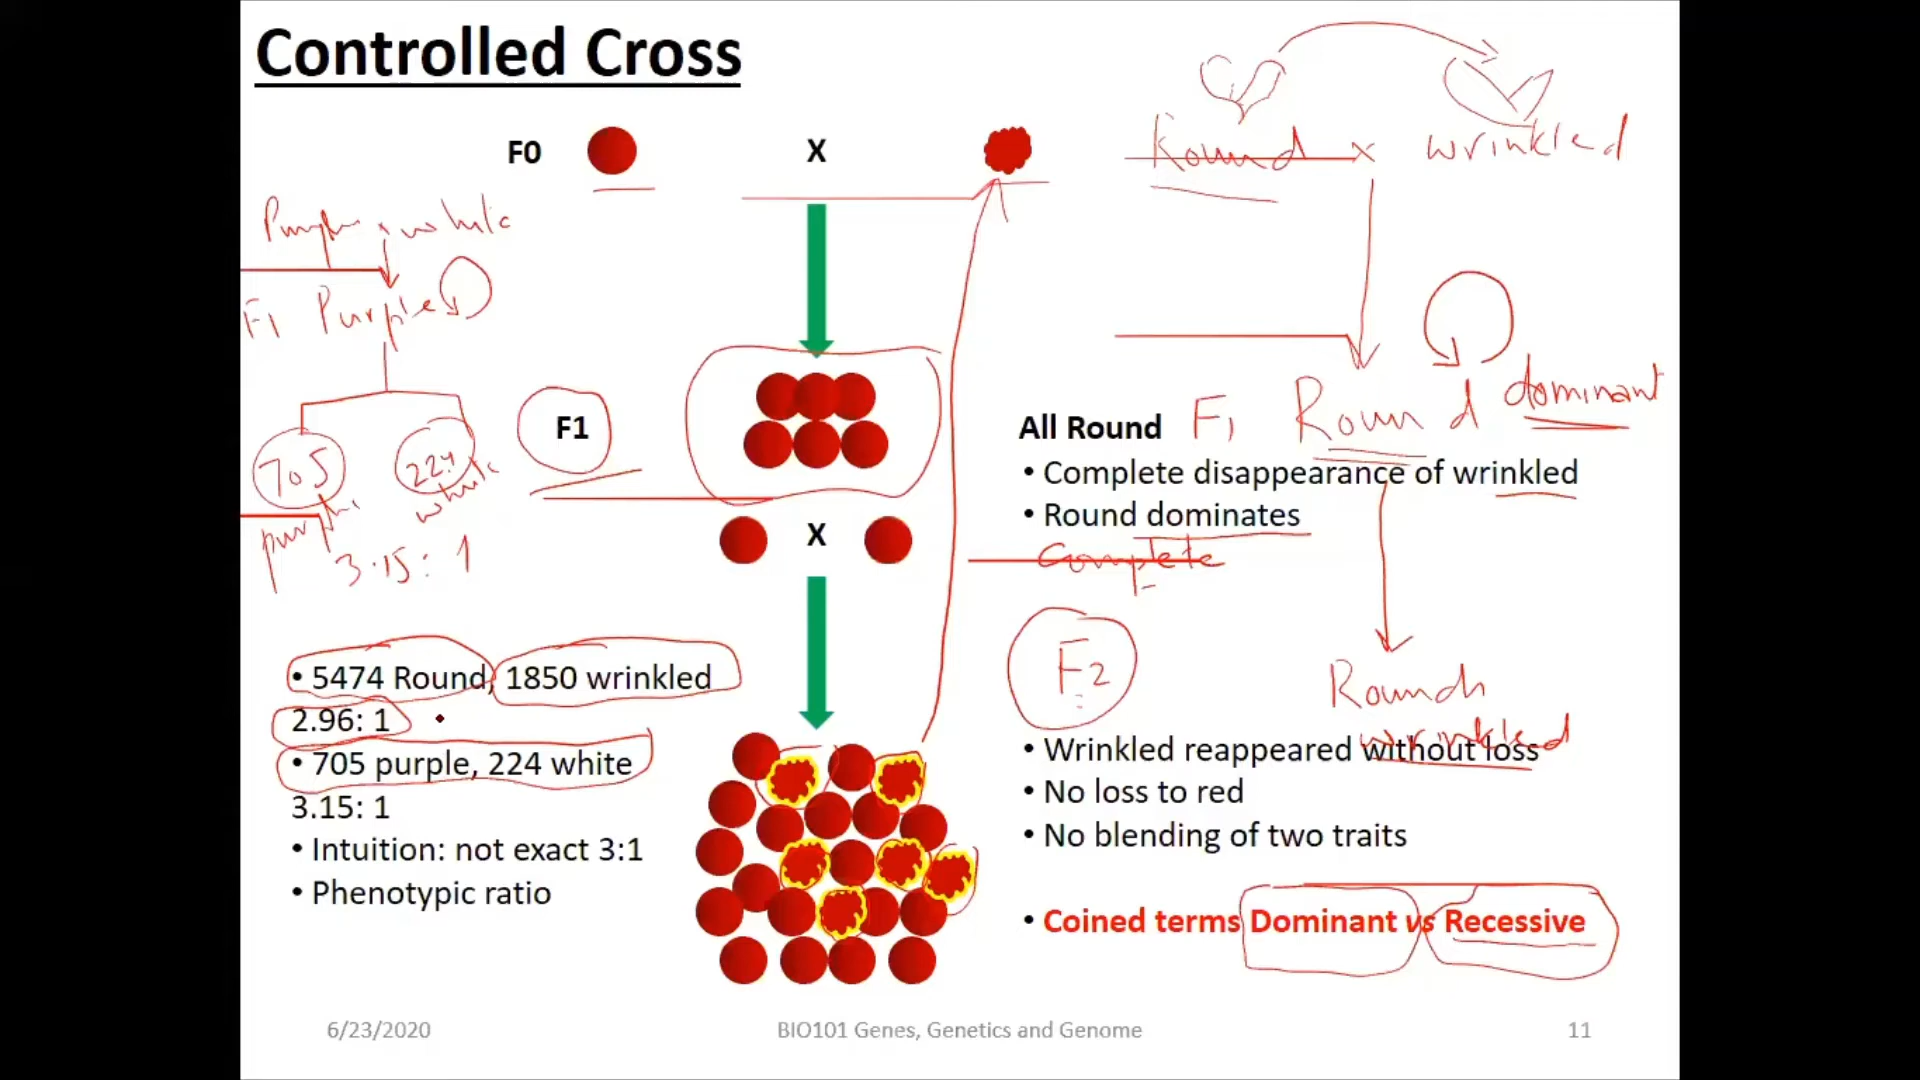 Controlled Cross
F0
X
Round x wrinkled
Purple x white
F1 Purple
705
224
white
purple
3.15: 1
F1
All Round
F1 Round dominant
• Complete disappearance of wrinkled
• Round dominates
Complete
X
F2
Round
wrinkled
• 5474 Round, 1850 wrinkled
2.96: 1
• 705 purple, 224 white
3.15: 1
• Intuition: not exact 3:1
• Phenotypic ratio
• Wrinkled reappeared without loss
• No loss to red
• No blending of two traits
• Coined terms Dominant vs Recessive
6/23/2020
BIO101 Genes, Genetics and Genome
11